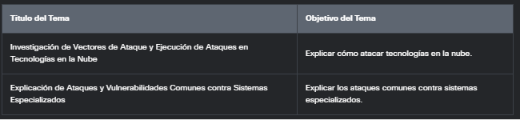 Título del Tema
Objetivo del Tema
Investigación de Vectores de Ataque y Ejecución de Ataques en
Tecnologías en la Nube
Explicar cómo atacar tecnologías en la nube.
Explicación de Ataques y Vulnerabilidades Comunes contra Sistemas
Especializados
Explicar los ataques comunes contra sistemas
especializados.